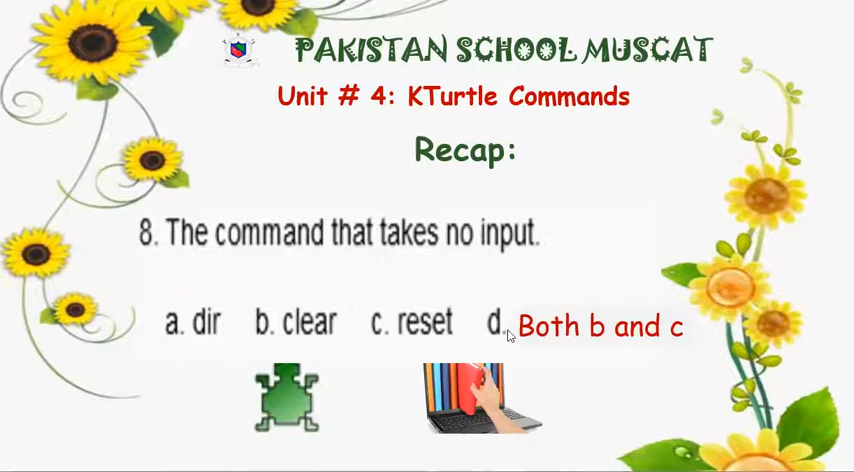 PAKISTAN SCHOOL MUSCAT
Unit # 4: KTurtle Commands
Recap:
8. The command that takes no input.
a. dir b. clear c. reset d. Both b and c